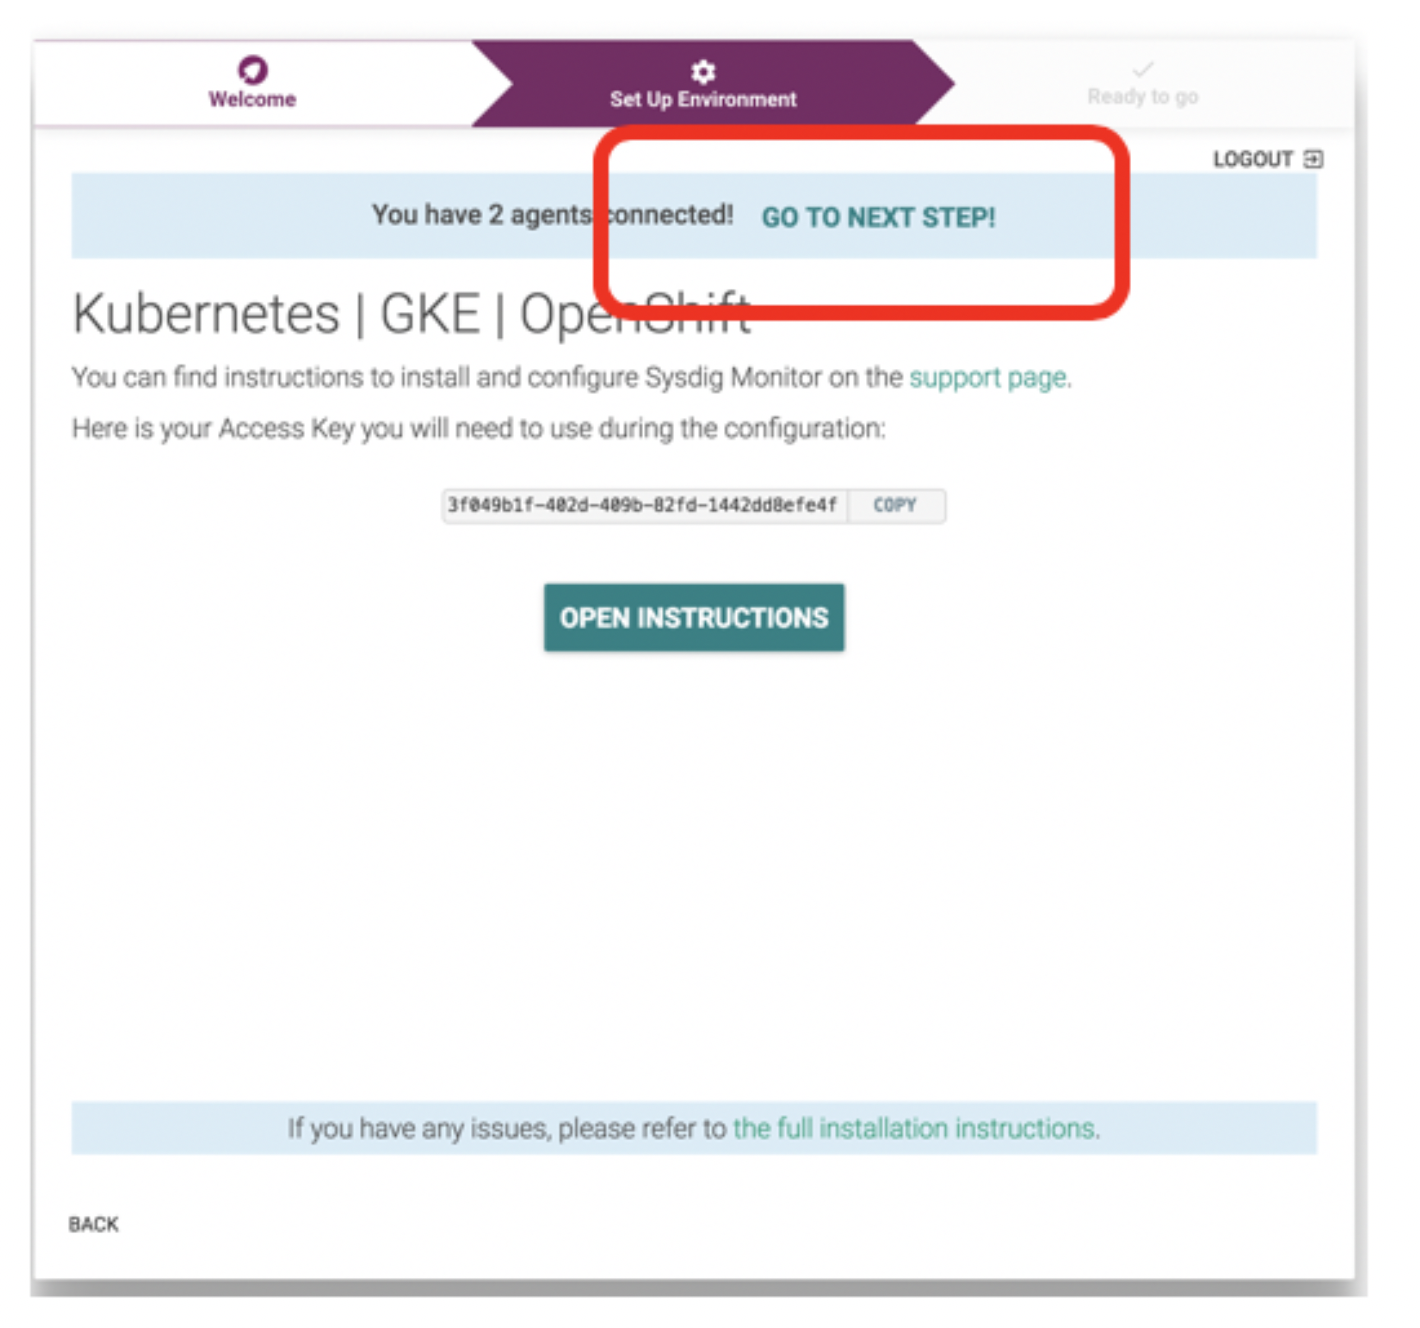 Welcome
Set Up Environment
Ready to go
LOGOUT
You have 2 agents connected! GO TO NEXT STEP!
Kubernetes | GKE | OpenShift
You can find instructions to install and configure Sysdig Monitor on the support page.
Here is your Access Key you will need to use during the configuration:
3f049b1f-402d-409b-82fd-1442dd8efe4f COPY
OPEN INSTRUCTIONS
If you have any issues, please refer to the full installation instructions.
BACK